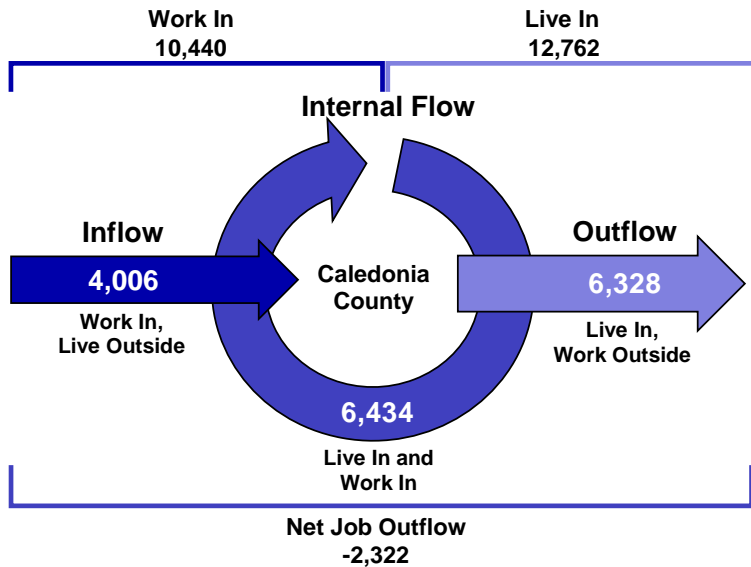 Work In
10,440
Live In
12,762
Internal Flow
Inflow
4,006
Work In,
Live Outside
Caledonia
County
Outflow
6,328
Live In,
Work Outside
6,434
Live In and
Work In
Net Job Outflow
-2,322